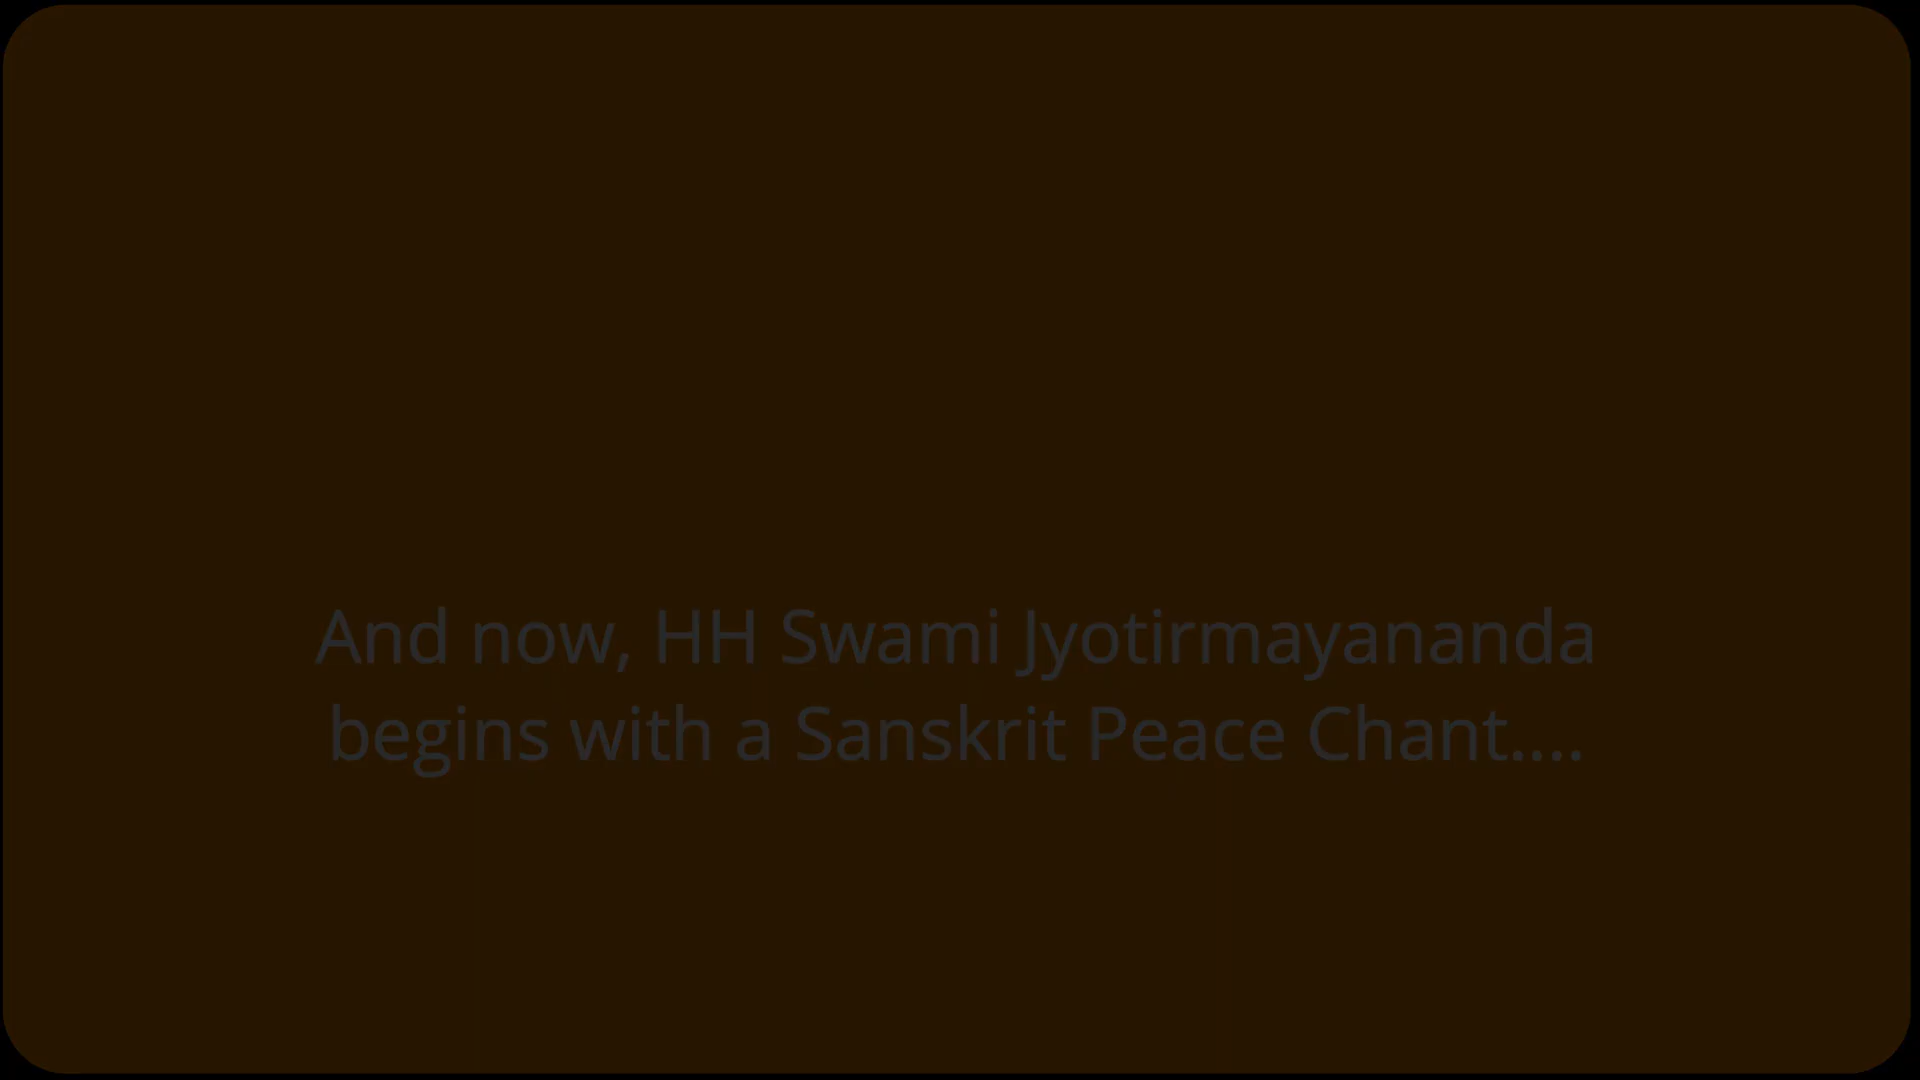 And now, HH Swami Jyotirmayananda
begins with a Sanskrit Peace Chant....